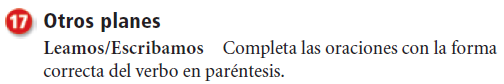 17 Otros planes
Leamos/Escribamos Completa las oraciones con la forma
correcta del verbo en paréntesis.